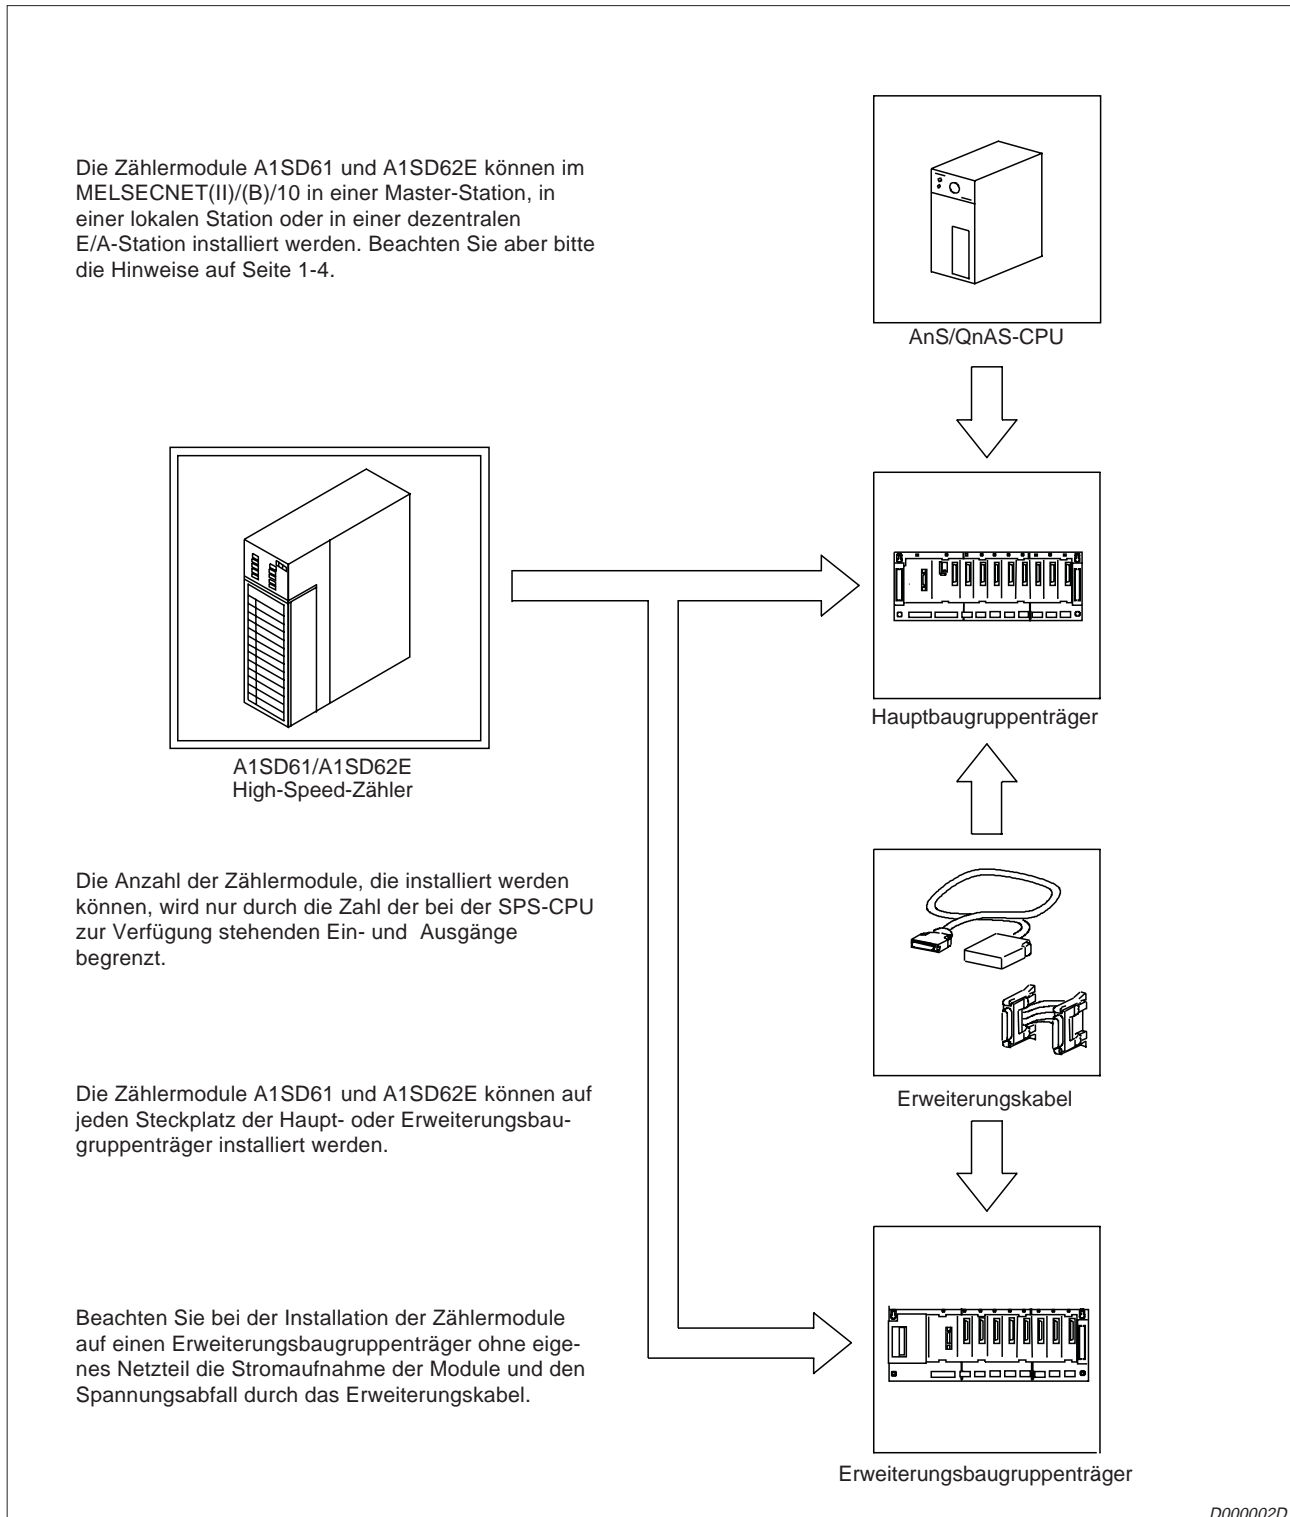 Die Zählermodule A1SD61 und A1SD62E können im
MELSECNET(II)/(B)/10 in einer Master-Station, in
einer lokalen Station oder in einer dezentralen
E/A-Station installiert werden. Beachten Sie aber bitte
die Hinweise auf Seite 1-4.
AnS/QnAS-CPU
Hauptbaugruppenträger
A1SD61/A1SD62E
High-Speed-Zähler
Die Anzahl der Zählermodule, die installiert werden
können, wird nur durch die Zahl der bei der SPS-CPU
zur Verfügung stehenden Ein- und Ausgänge
begrenzt.
Erweiterungskabel
Die Zählermodule A1SD61 und A1SD62E können auf
jeden Steckplatz der Haupt- oder Erweiterungsbau-
gruppenträger installiert werden.
Beachten Sie bei der Installation der Zählermodule
auf einen Erweiterungsbaugruppenträger ohne eige-
nes Netzteil die Stromaufnahme der Module und den
Spannungsabfall durch das Erweiterungskabel.
Erweiterungsbaugruppenträger
D000002D